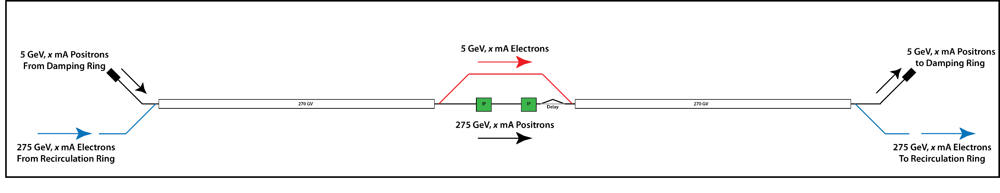 5 GeV, x mA Positrons
From Damping Ring
275 GeV, x mA Electrons
From Recirculation Ring
270 GV
5 GeV, x mA Electrons
IP
IP
Delay
275 GeV, x mA Positrons
270 GV
5 GeV, x mA Positrons
to Damping Ring
275 GeV, x mA Electrons
To Recirculation Ring